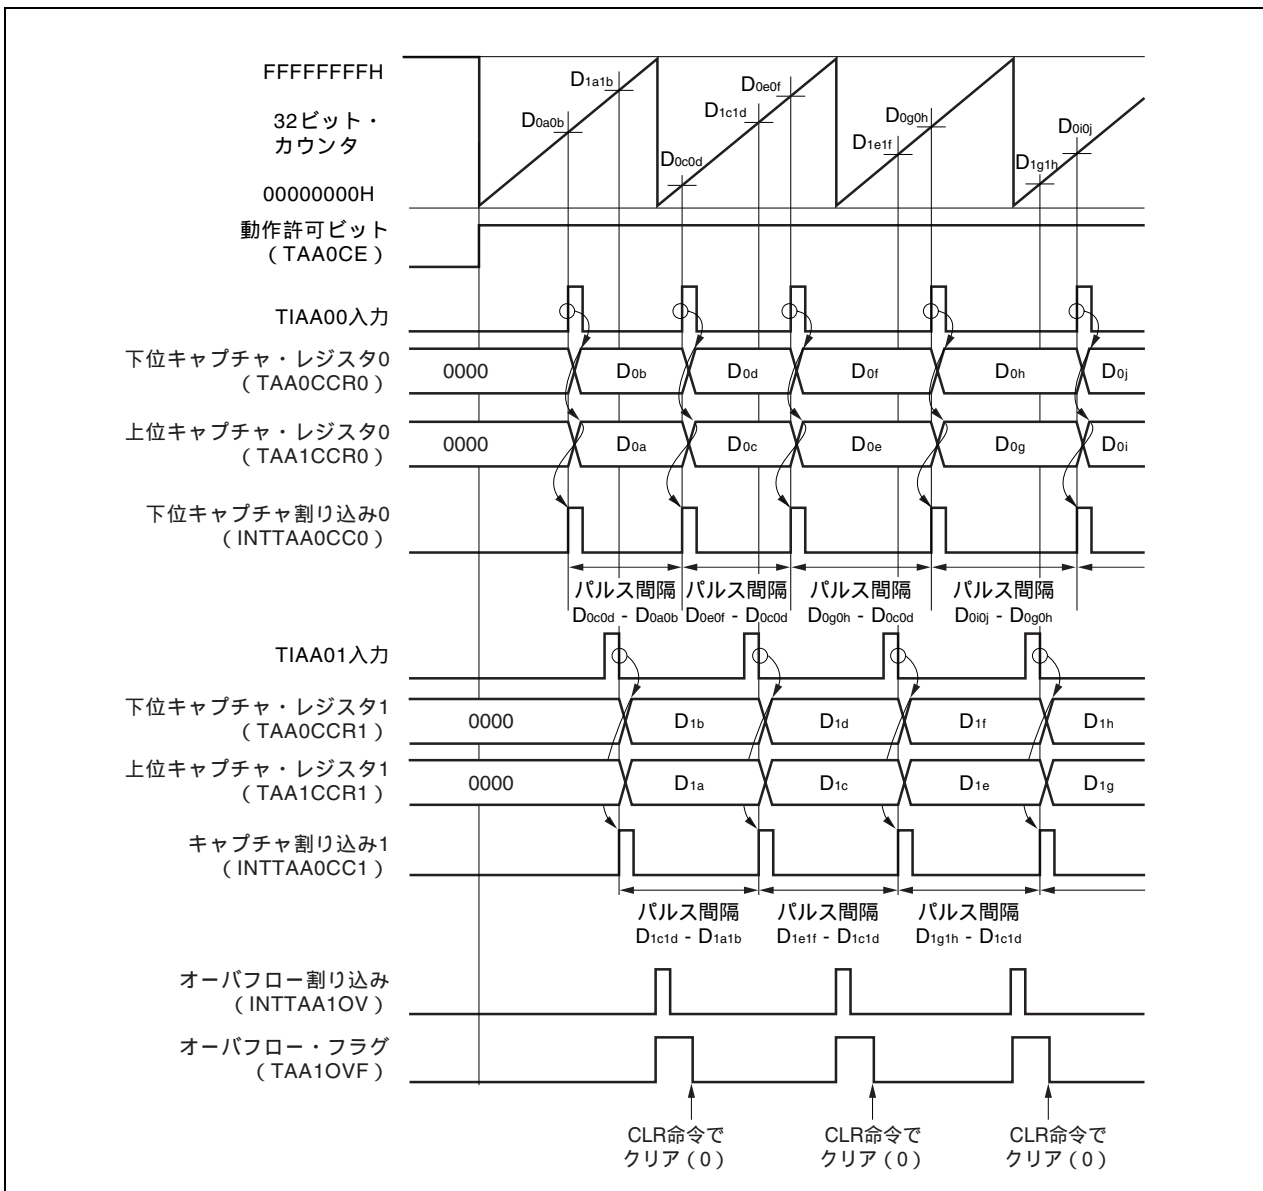 FFFFFFFFH
32ビット・
カウンタ
00000000H
D0a0b
D1a1b
D0c0d
D1c1d
D0e0f
D1e1f
D0g0h
D1g1h
D0i0j
動作許可ビット
（TAA0CE）
TIAA00入力
下位キャプチャ・レジスタ0
（TAA0CCR0）
0000
D0b
D0d
D0f
D0h
D0j
上位キャプチャ・レジスタ0
（TAA1CCR0）
0000
D0a
D0c
D0e
D0g
D0i
下位キャプチャ割り込み0
（INTTAA0CC0）
パルス間隔
D0c0d - D0a0b
パルス間隔
D0e0f - D0c0d
パルス間隔
D0g0h - D0c0d
パルス間隔
D0i0j - D0g0h
TIAA01入力
下位キャプチャ・レジスタ1
（TAA0CCR1）
0000
D1b
D1d
D1f
D1h
上位キャプチャ・レジスタ1
（TAA1CCR1）
0000
D1a
D1c
D1e
D1g
キャプチャ割り込み1
（INTTAA0CC1）
パルス間隔
D1c1d - D1a1b
パルス間隔
D1e1f - D1c1d
パルス間隔
D1g1h - D1c1d
オーバフロー割り込み
（INTTAA1OV）
オーバフロー・フラグ
（TAA1OVF）
CLR命令で
クリア（0）
CLR命令で
クリア（0）
CLR命令で
クリア（0）